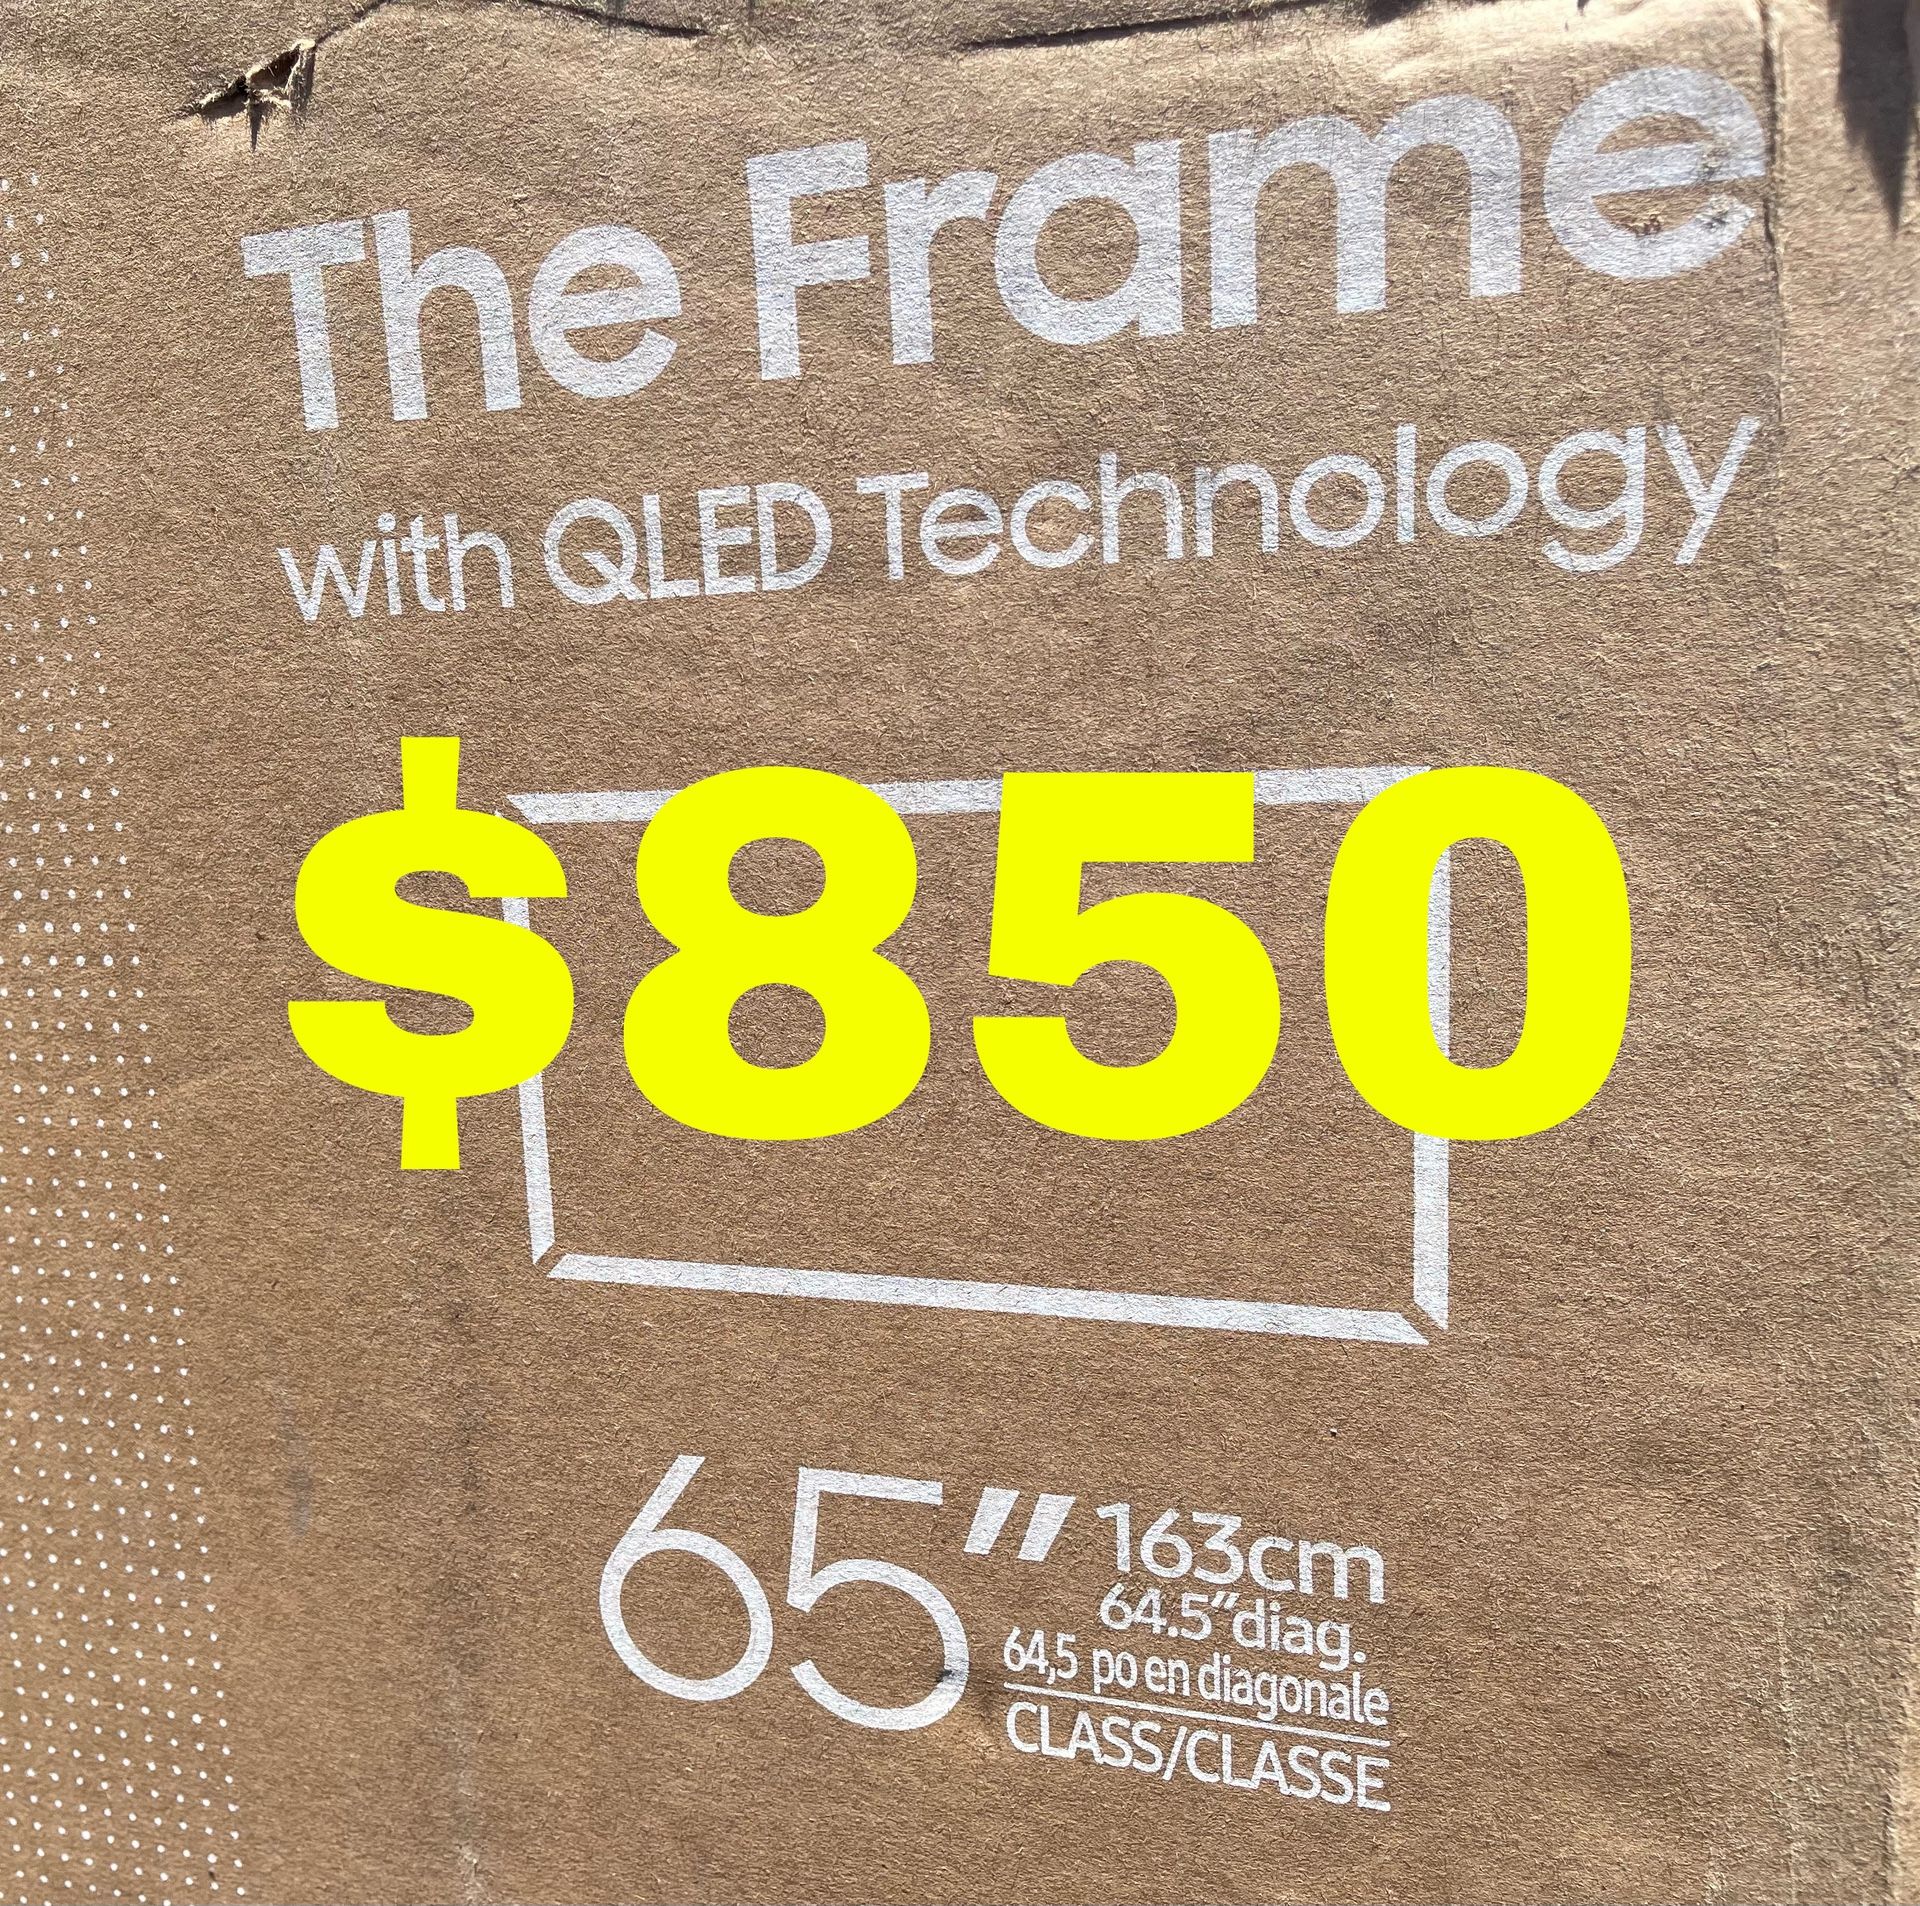 The Frame
with QLED Technology
$850
65" 163cm
64.5"diag.
64,5 po en diagonale
CLASS/CLASSE